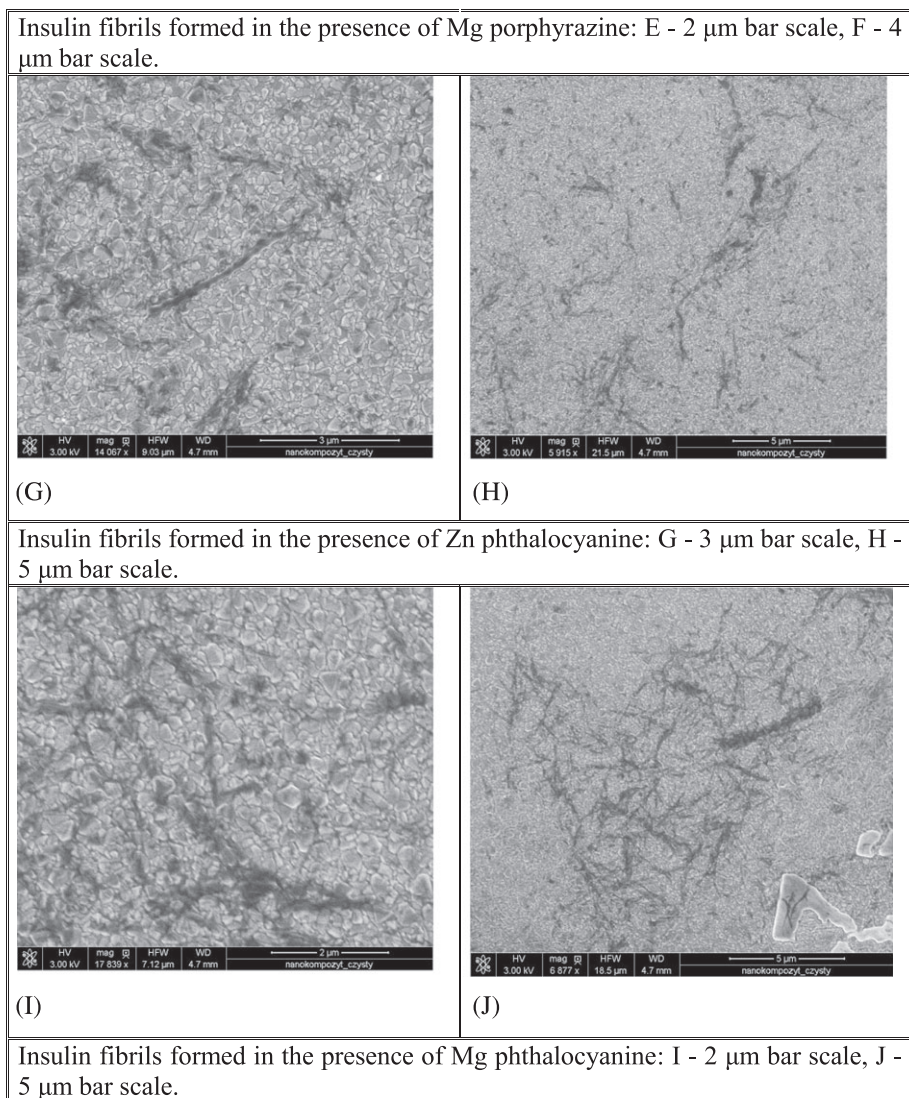 Insulin fibrils formed in the presence of Mg porphyrazine: E - 2 μm bar scale, F - 4
μm bar scale.
HV mag HFW WD 3 μm
3.00 kV 14 067 x 9.03 μm 4.7 mm nanokompozyt_czysty
HV mag HFW WD 5 μm
3.00 kV 5 915 x 21.5 μm 4.7 mm nanokompozyt_czysty
(G)
(H)
Insulin fibrils formed in the presence of Zn phthalocyanine: G - 3 μm bar scale, H -
5 μm bar scale.
HV mag HFW WD 2 μm
3.00 kV 17 839 x 7.12 μm 4.7 mm nanokompozyt_czysty
HV mag HFW WD 5 μm
3.00 kV 6 877 x 18.5 μm 4.7 mm nanokompozyt_czysty
(I)
(J)
Insulin fibrils formed in the presence of Mg phthalocyanine: I - 2 μm bar scale, J -
5 μm bar scale.